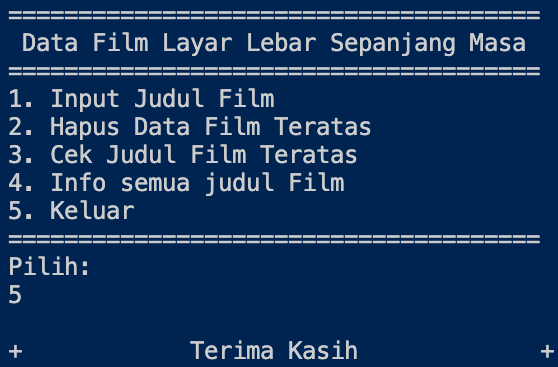 ======================================
Data Film Layar Lebar Sepanjang Masa
======================================
1. Input Judul Film
2. Hapus Data Film Teratas
3. Cek Judul Film Teratas
4. Info semua judul Film
5. Keluar
======================================
Pilih:
5
+ Terima Kasih +